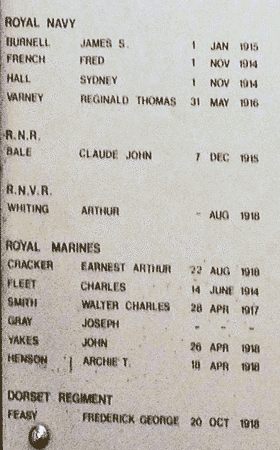 ROYAL NAVY
BURNELL JAMES S. 1 JAN 1915
FRENCH FRED 1 NOV 1914
HALL SYDNEY 1 NOV 1914
VARNEY REGINALD THOMAS 31 MAY 1916
R.N.R.
BALE CLAUDE JOHN 7 DEC 1915
R.N.V.R.
WHITING ARTHUR - AUG 1918
ROYAL MARINES
CRACKER EARNEST ARTHUR 22 AUG 1918
FLEET CHARLES 14 JUNE 1914
SMITH WALTER CHARLES 28 APR 1917
GRAY JOSEPH - - -
YAKES JOHN 26 APR 1918
HENSON ARCHIE T. 18 APR 1918
DORSET REGIMENT
FEASY FREDERICK GEORGE 20 OCT 1918